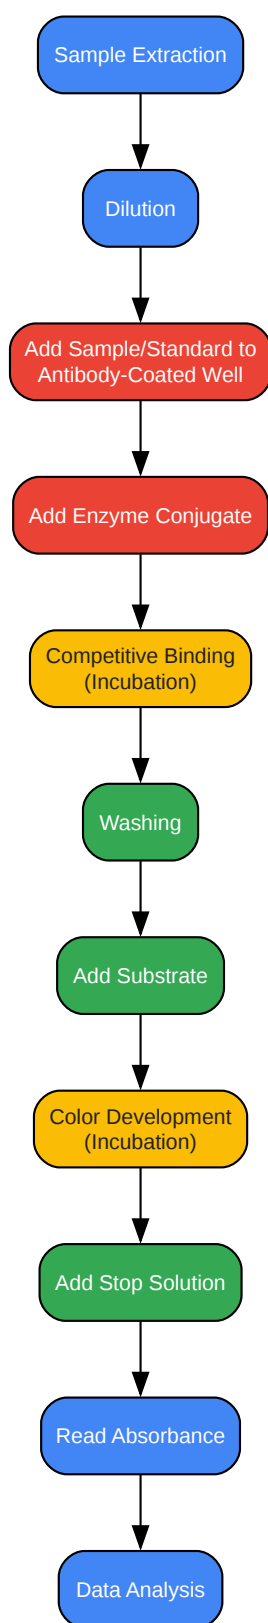 Sample Extraction
Dilution
Add Sample/Standard to
Antibody-Coated Well
Add Enzyme Conjugate
Competitive Binding
(Incubation)
Washing
Add Substrate
Color Development
(Incubation)
Add Stop Solution
Read Absorbance
Data Analysis